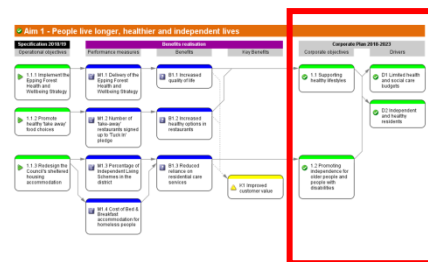 Aim 1 - People live longer, healthier and independent lives
Specification 2018/19
Benefits realisation
Corporate Plan 2018-2023
Operational objectives
Performance measures
Benefits
Key Benefits
Corporate objectives
Drivers
1.1.1 Implement the
Epping Forest
Health and
Wellbeing Strategy
M1.1 Delivery of the
Epping Forest
Health and
Wellbeing Strategy
B1.1 Increased
quality of life
1.1 Supporting
healthy lifestyles
D1 Limited health
and social care
budgets
D2 Independent
and healthy
residents
1.1.2 Promote
healthy 'take away'
food choices
M1.2 Number of
'take-away'
restaurants signed
up to 'Tuck in'
pledge
B1.2 Increased
healthy options in
restaurants
1.1.3 Redesign the
Council's sheltered
housing
accommodation
M1.3 Percentage of
Independent Living
Schemes in the
district
B1.3 Reduced
reliance on
residential care
services
K1 Improved
customer value
1.2 Promoting
independence for
older people and
people with
disabilities
M1.4 Cost of Bed &
Breakfast
accommodation for
homeless people